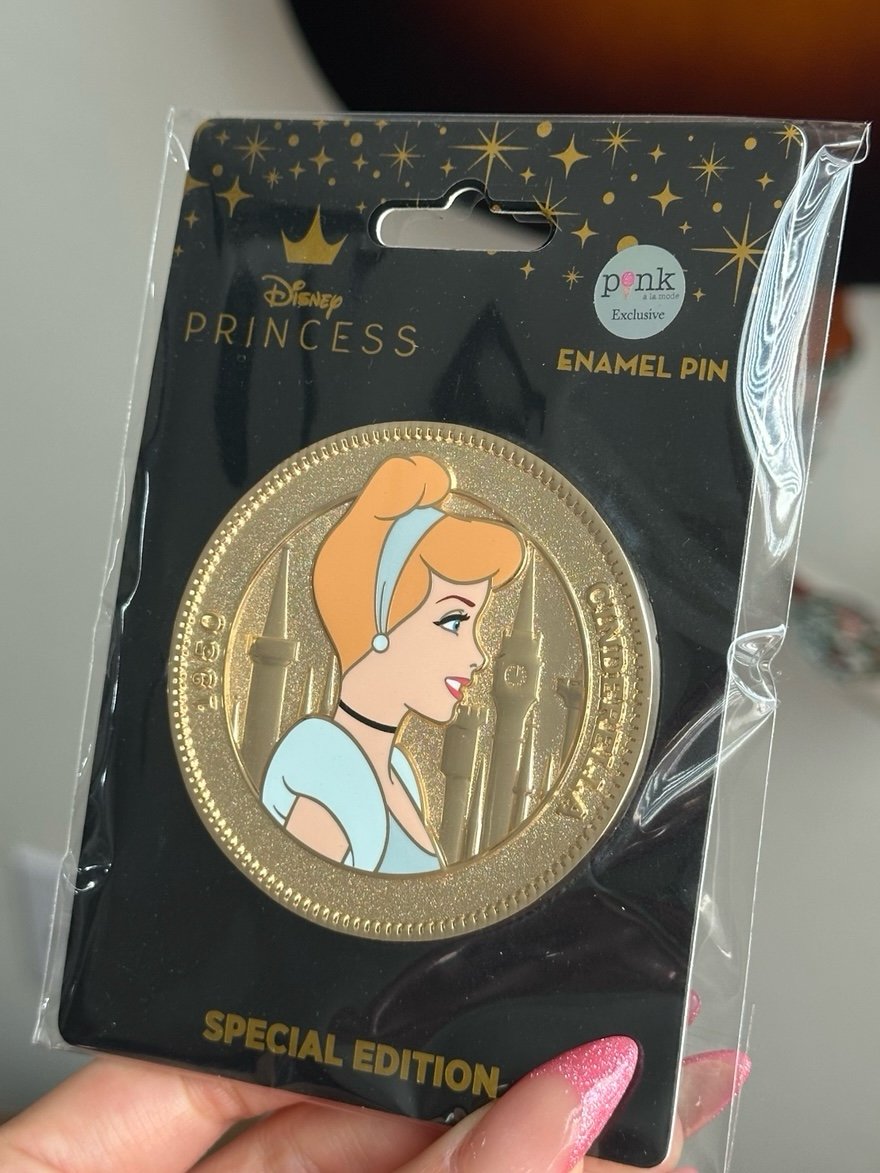 Disney
PRINCESS
pink
a la mode
Exclusive
ENAMEL PIN
1950
CINDERELLA
SPECIAL EDITION